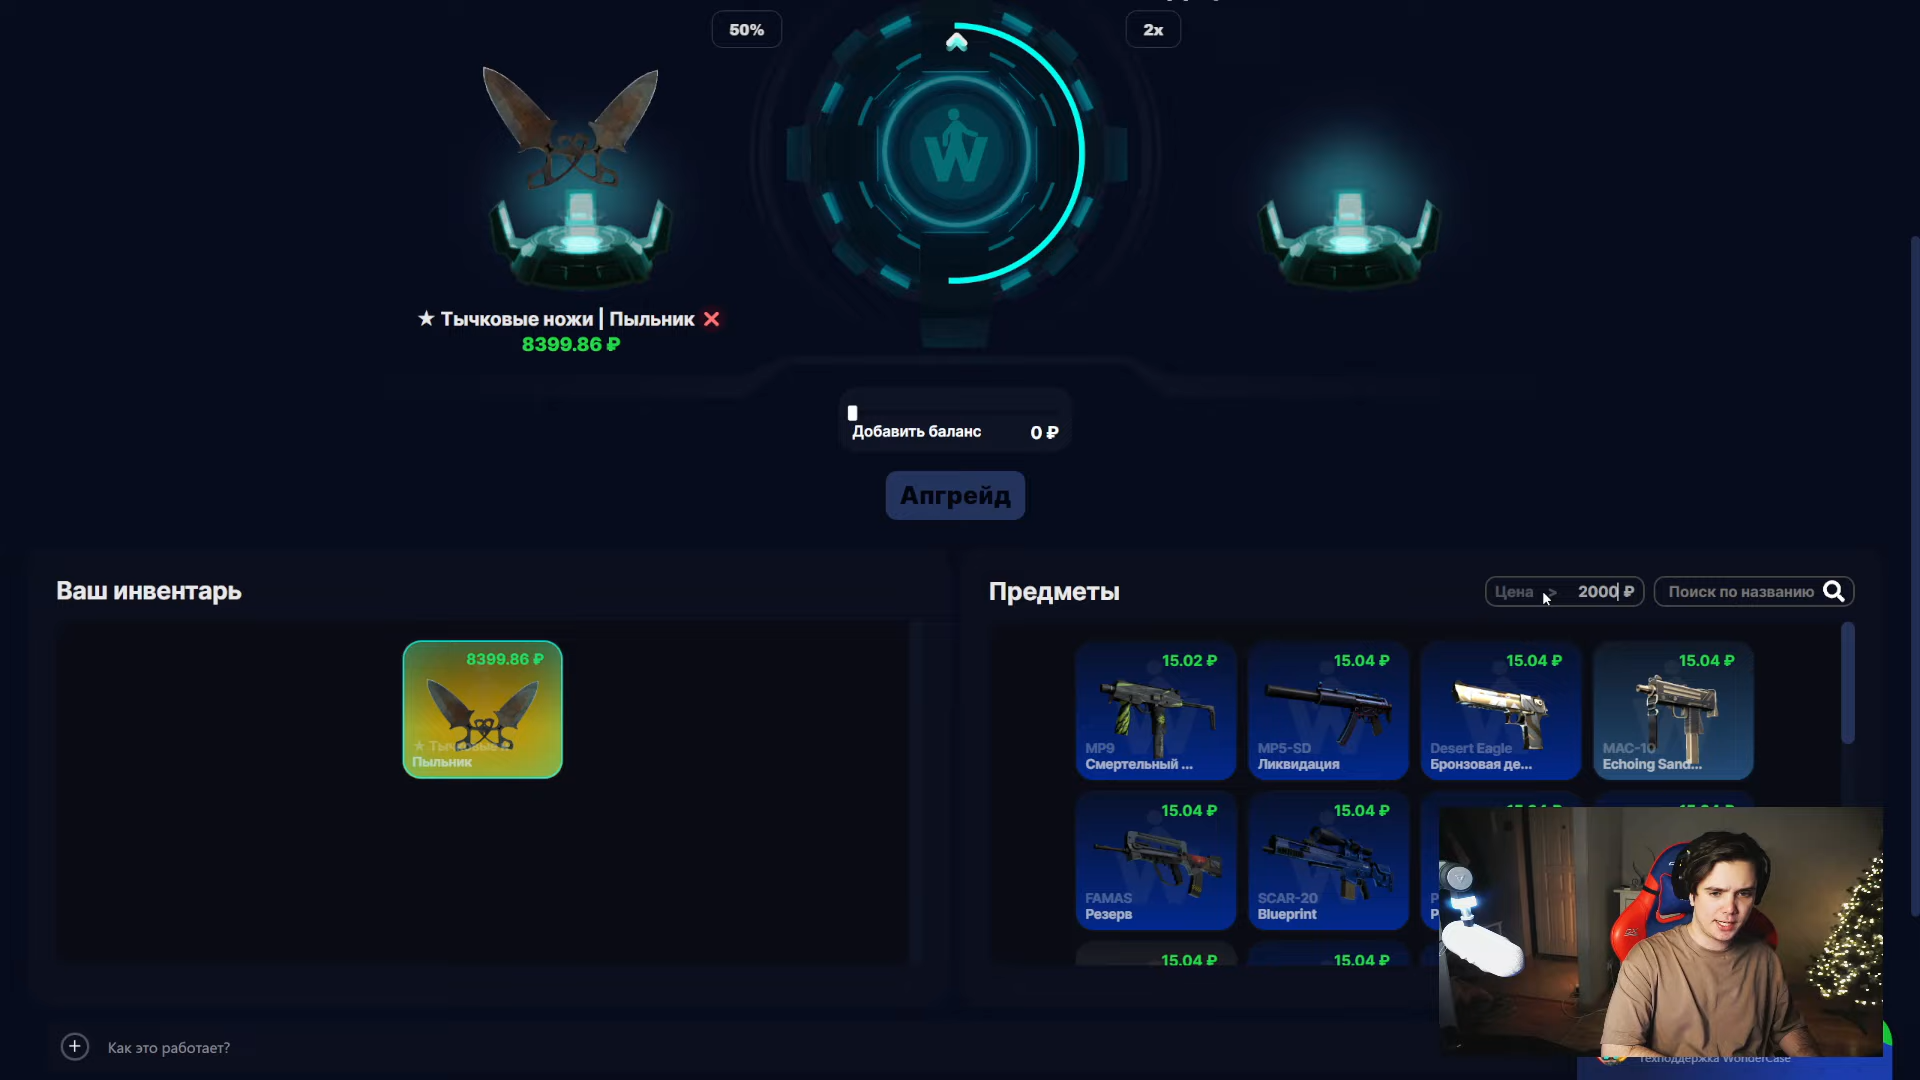 50%
2x
W
★ Тычковые ножи | Пыльник
8399.86 ₽
Добавить баланс
0 ₽
Апгрейд
Ваш инвентарь
8399.86 ₽
Пыльник
Предметы
Цена > 2000 ₽
Поиск по названию
15.02 ₽
MP9
Смертельный ...
15.04 ₽
MP5-SD
Ликвидация
15.04 ₽
Desert Eagle
Бронзовая де...
15.04 ₽
MAC-10
Echoing Sand...
15.04 ₽
FAMAS
Резерв
15.04 ₽
SCAR-20
Blueprint
15.04 ₽
15.04 ₽
Как это работает?
Техподдержка WonderCase